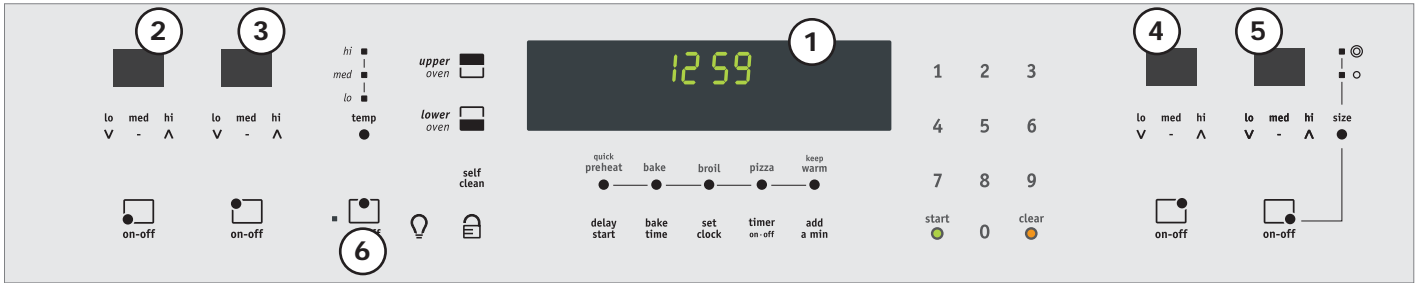 2
3
hi
med
lo
temp
upper
oven
lower
oven
self
clean
lo med hi
lo med hi
on-off
on-off
6
1
1259
quick
preheat
bake
broil
pizza
keep
warm
delay
start
bake
time
set
clock
timer
on·off
add
a min
1 2 3
4 5 6
7 8 9
start
0
clear
4
5
lo med hi
lo med hi
size
on-off
on-off